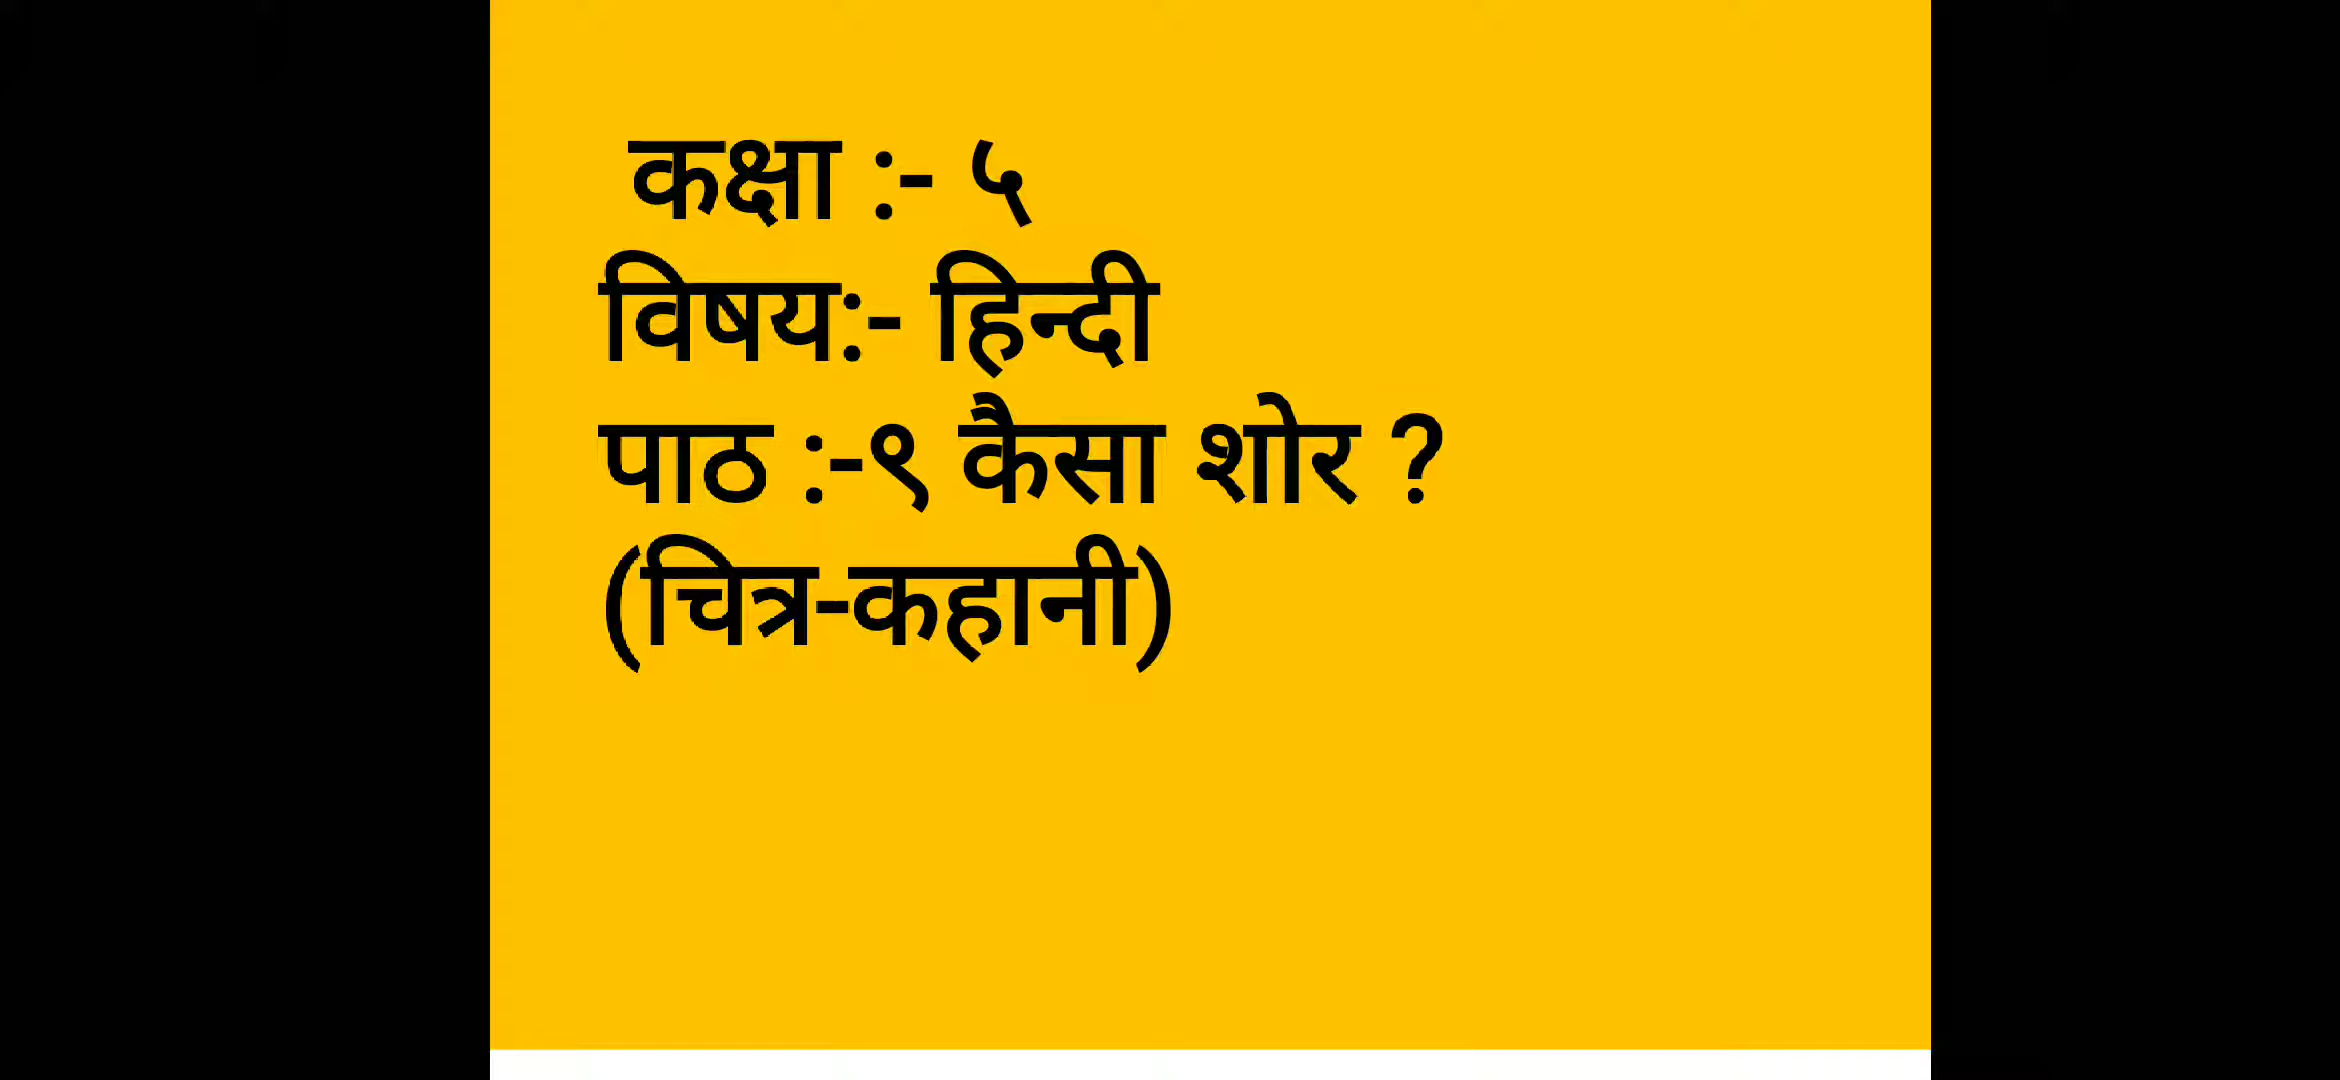 कक्षा :- ५
विषय:- हिन्दी
पाठ :-९ कैसा शोर ?
(चित्र-कहानी)